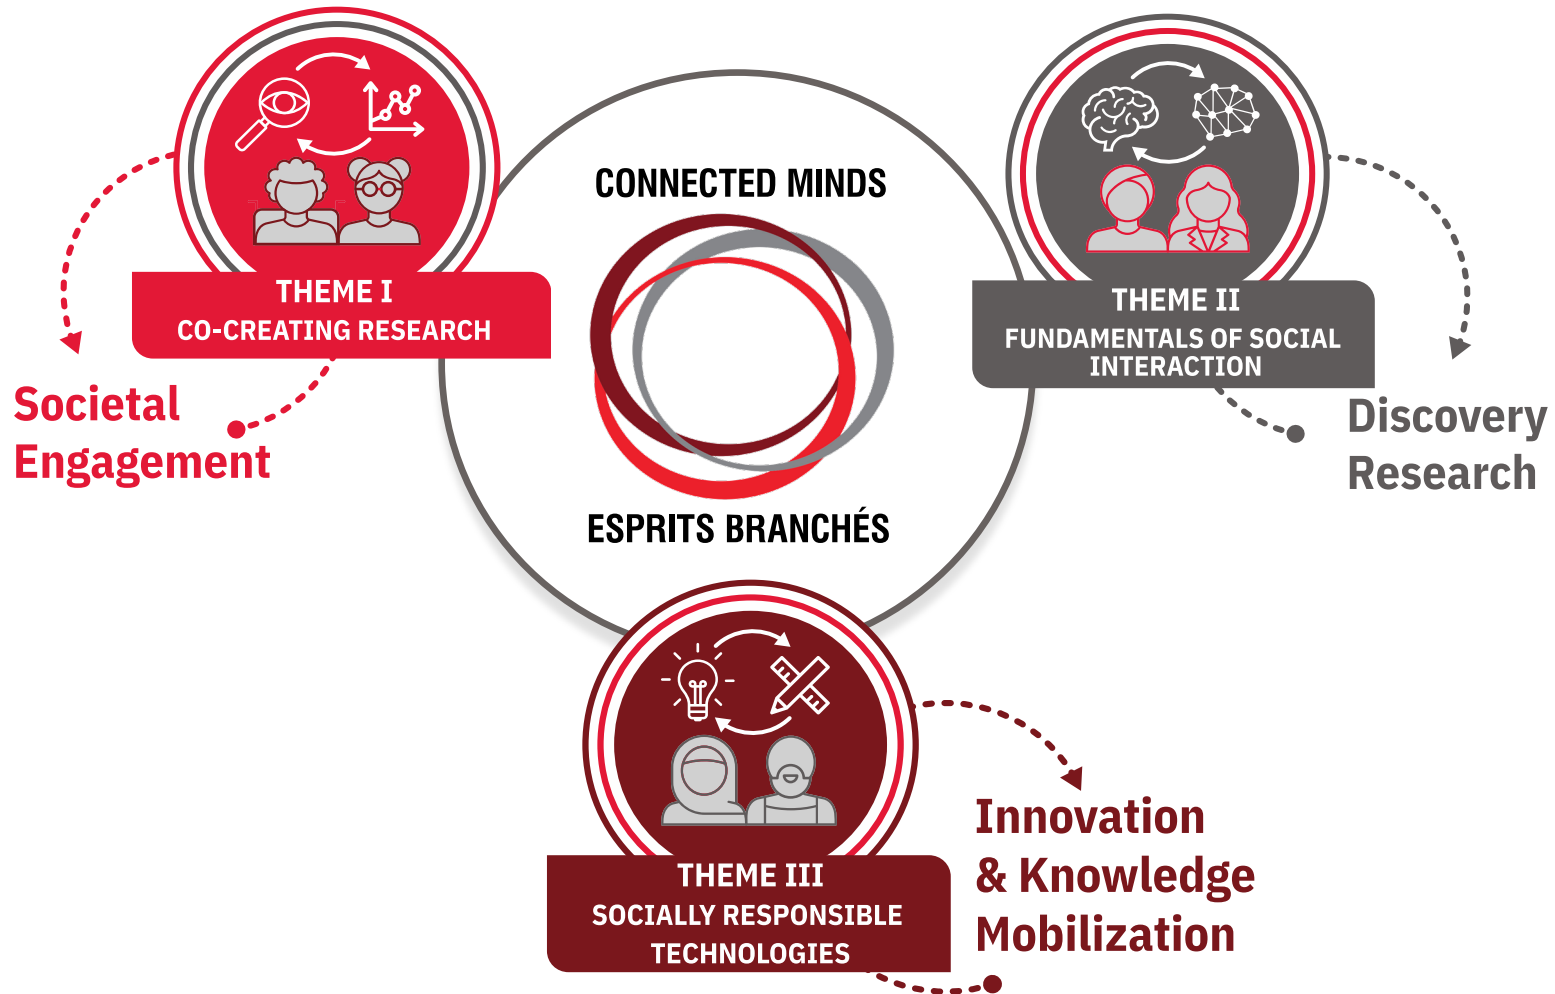 CONNECTED MINDS
ESPRITS BRANCHÉS
THEME I
CO-CREATING RESEARCH
Societal
Engagement
THEME II
FUNDAMENTALS OF SOCIAL
INTERACTION
Discovery
Research
THEME III
SOCIALLY RESPONSIBLE
TECHNOLOGIES
Innovation
& Knowledge
Mobilization